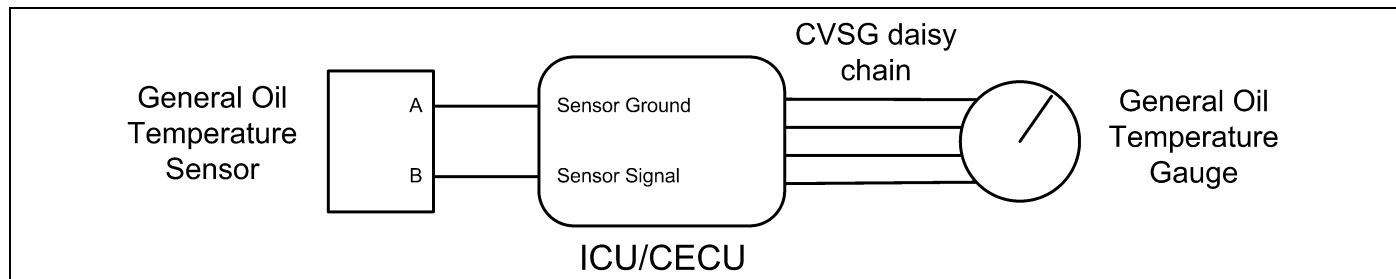 General Oil
Temperature
Sensor
A
B
Sensor Ground
Sensor Signal
ICU/CECU
CVSG daisy
chain
General Oil
Temperature
Gauge